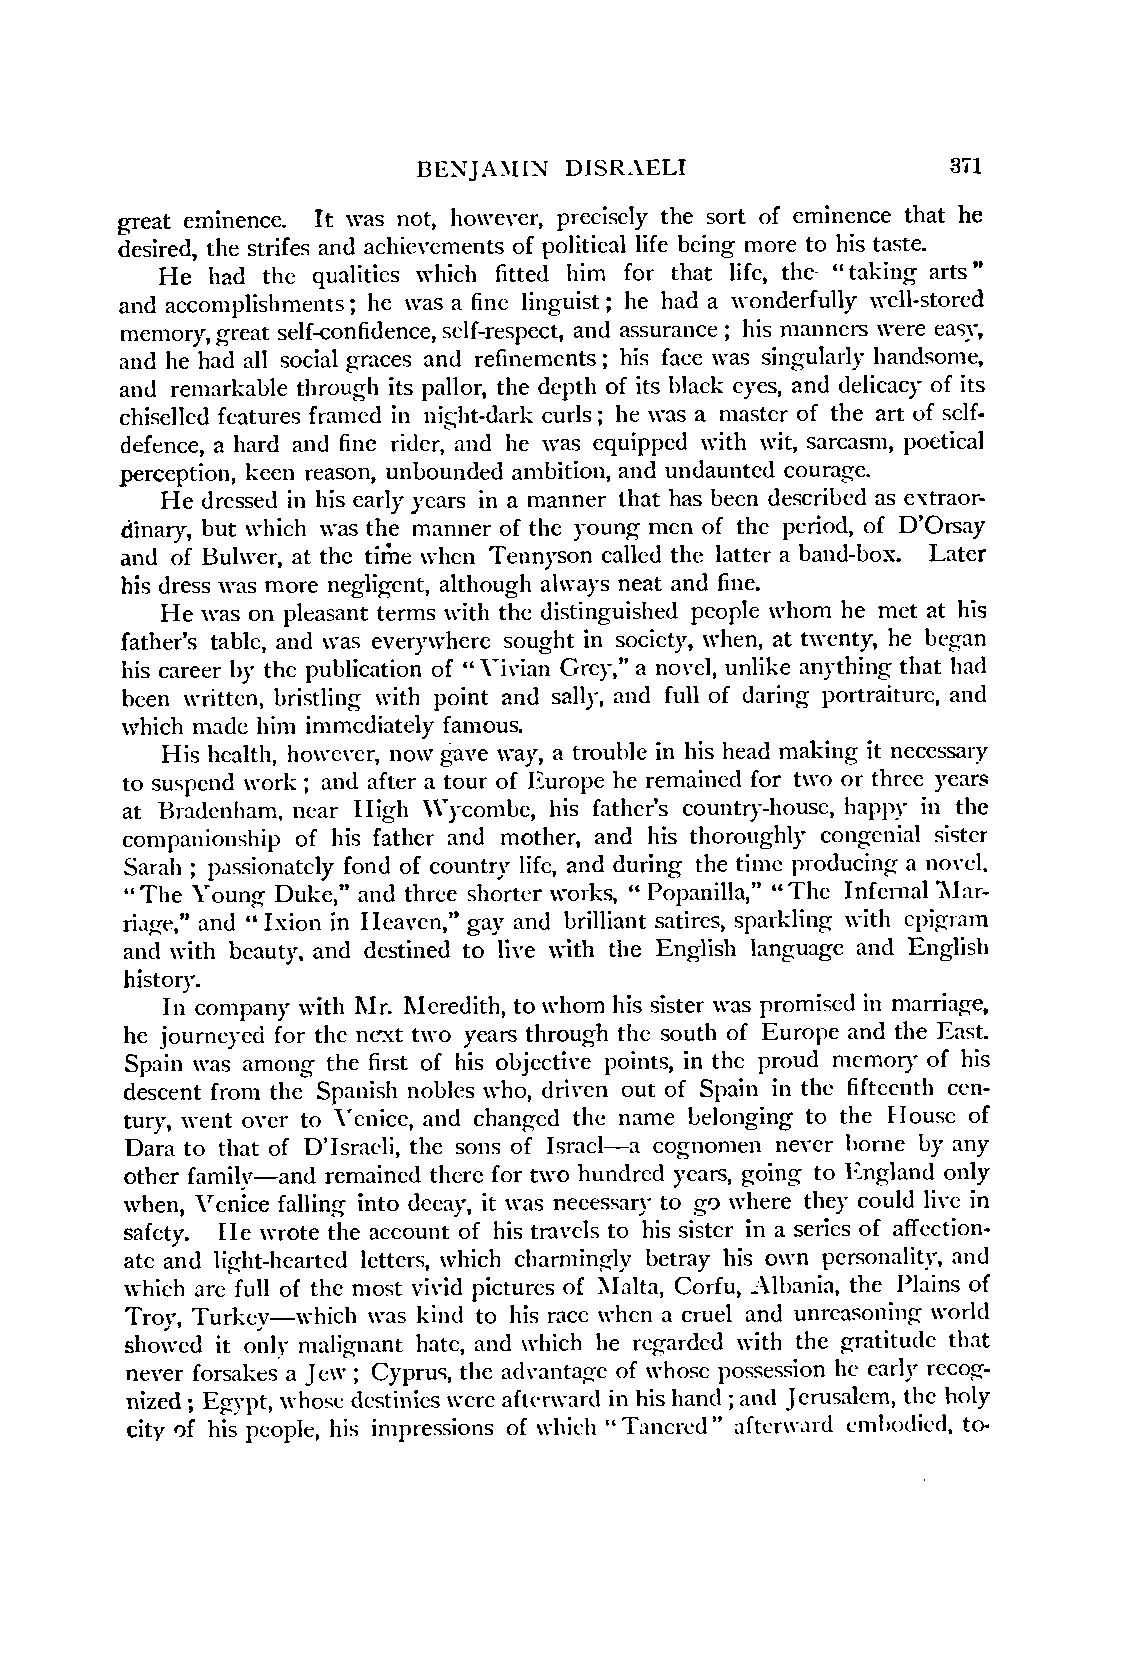 BENJAMIN DISRAELI 371
great eminence. It was not, however, precisely the sort of eminence that he
desired, the strifes and achievements of political life being more to his taste.
He had the qualities which fitted him for that life, the "taking arts"
and accomplishments; he was a fine linguist; he had a wonderfully well-stored
memory, great self-confidence, self-respect, and assurance; his manners were easy,
and he had all social graces and refinements; his face was singularly handsome,
and remarkable through its pallor, the depth of its black eyes, and delicacy of its
chiselled features framed in night-dark curls; he was a master of the art of self-
defence, a hard and fine rider, and he was equipped with wit, sarcasm, poetical
perception, keen reason, unbounded ambition, and undaunted courage.
He dressed in his early years in a manner that has been described as extraor-
dinary, but which was the manner of the young men of the period, of D'Orsay
and of Bulwer, at the time when Tennyson called the latter a band-box. Later
his dress was more negligent, although always neat and fine.
He was on pleasant terms with the distinguished people whom he met at his
father's table, and was everywhere sought in society, when, at twenty, he began
his career by the publication of "Vivian Grey," a novel, unlike anything that had
been written, bristling with point and sally, and full of daring portraiture, and
which made him immediately famous.
His health, however, now gave way, a trouble in his head making it necessary
to suspend work; and after a tour of Europe he remained for two or three years
at Bradenham, near High Wycombe, his father's country-house, happy in the
companionship of his father and mother, and his thoroughly congenial sister
Sarah; passionately fond of country life, and during the time producing a novel.
"The Young Duke," and three shorter works, "Popanilla," "The Infernal Mar-
riage," and "Ixion in Heaven," gay and brilliant satires, sparkling with epigram
and with beauty, and destined to live with the English language and English
history.
In company with Mr. Meredith, to whom his sister was promised in marriage,
he journeyed for the next two years through the south of Europe and the East.
Spain was among the first of his objective points, in the proud memory of his
descent from the Spanish nobles who, driven out of Spain in the fifteenth cen-
tury, went over to Venice, and changed the name belonging to the House of
Dara to that of D'Israeli, the sons of Israel—a cognomen never borne by any
other family—and remained there for two hundred years, going to England only
when, Venice falling into decay, it was necessary to go where they could live in
safety. He wrote the account of his travels to his sister in a series of affection-
ate and light-hearted letters, which charmingly betray his own personality, and
which are full of the most vivid pictures of Malta, Corfu, Albania, the Plains of
Troy, Turkey—which was kind to his race when a cruel and unreasoning world
showed it only malignant hate, and which he regarded with the gratitude that
never forsakes a Jew; Cyprus, the advantage of whose possession he early recog-
nized; Egypt, whose destinies were afterward in his hand; and Jerusalem, the holy
city of his people, his impressions of which "Tancred" afterward embodied, to-